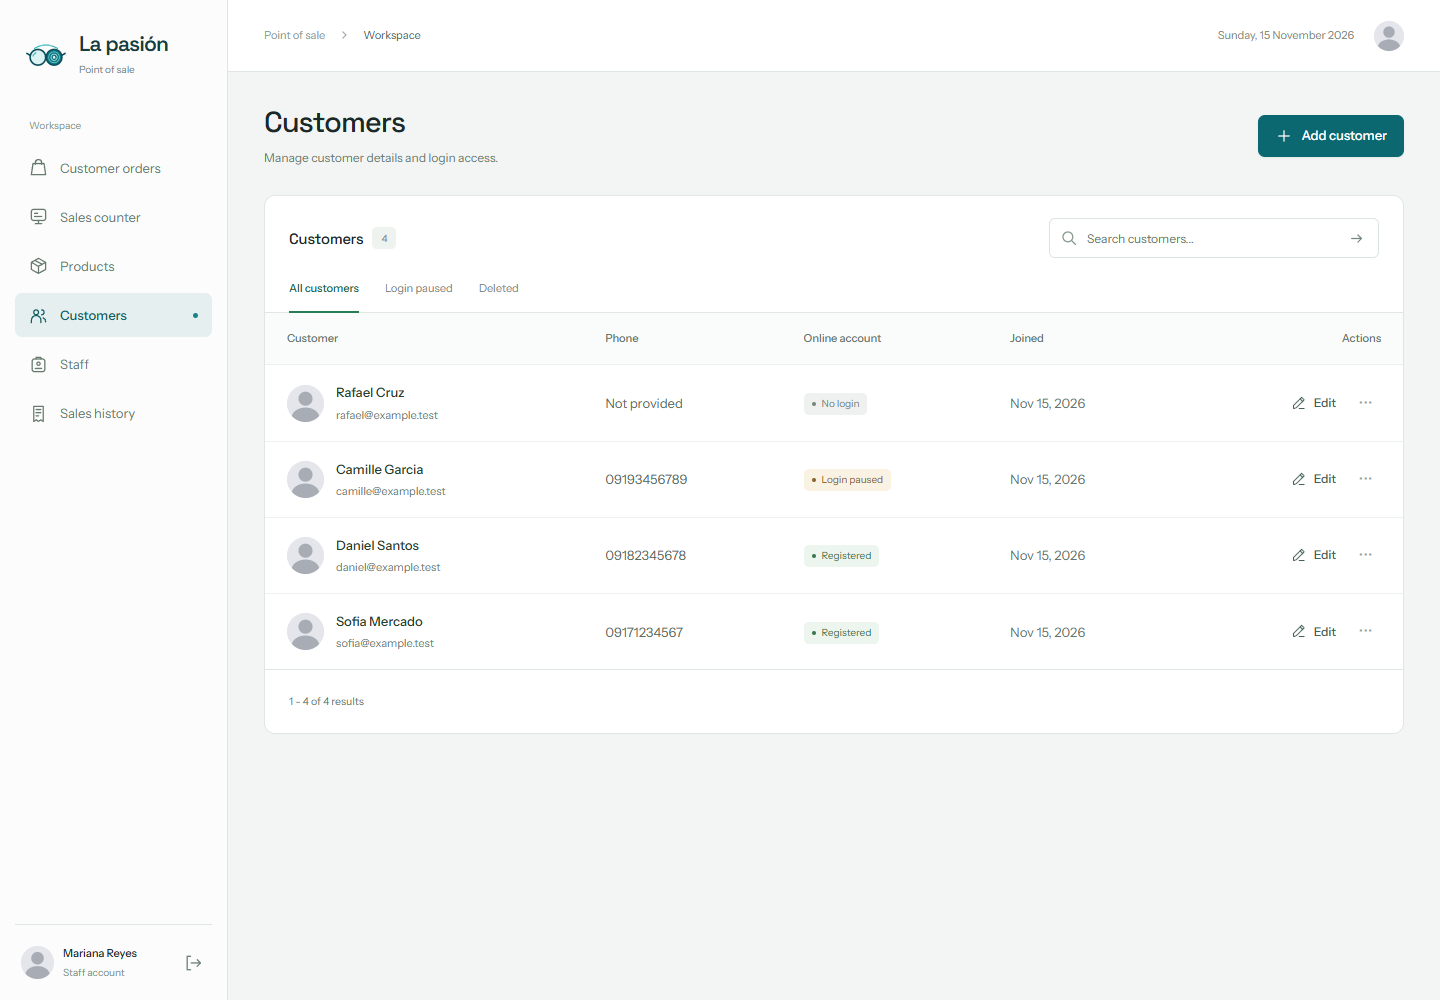 La pasión
Point of sale
Workspace
Customer orders
Sales counter
Products
Customers
Staff
Sales history
Mariana Reyes
Staff account
Point of sale > Workspace
Sunday, 15 November 2026
Customers
Manage customer details and login access.
Add customer
Customers 4
Search customers...
All customers Login paused Deleted
Customer Phone Online account Joined Actions
Rafael Cruz
rafael@example.test
Not provided No login Nov 15, 2026 Edit ...
Camille Garcia
camille@example.test
09193456789 Login paused Nov 15, 2026 Edit ...
Daniel Santos
daniel@example.test
09182345678 Registered Nov 15, 2026 Edit ...
Sofia Mercado
sofia@example.test
09171234567 Registered Nov 15, 2026 Edit ...
1 - 4 of 4 results